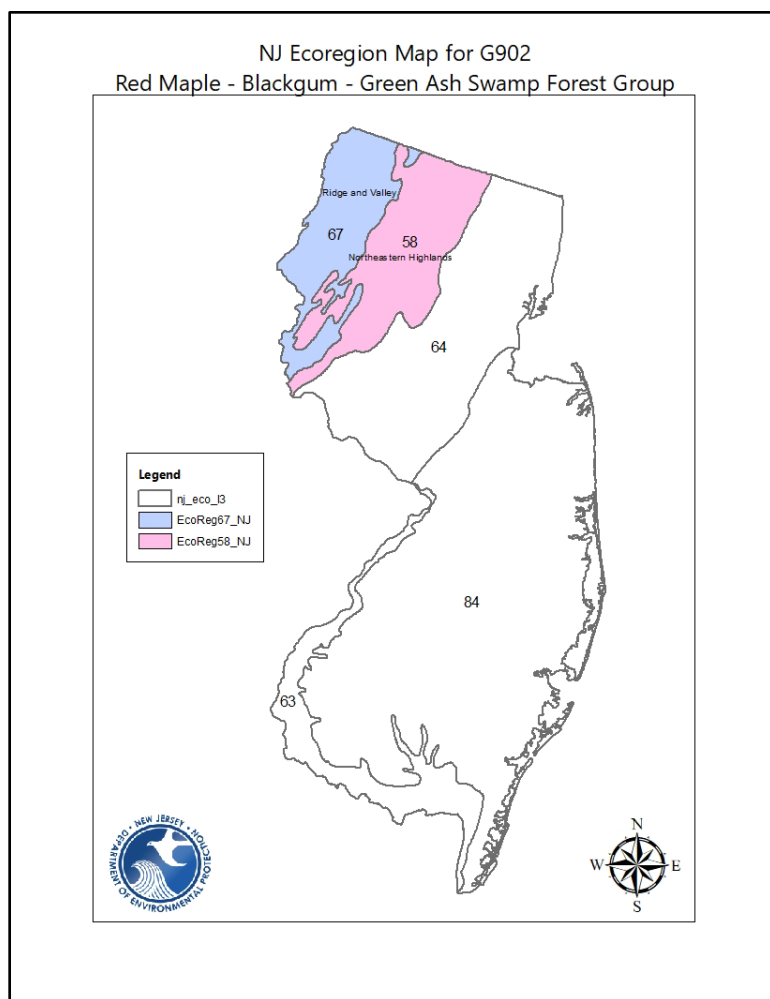 NJ Ecoregion Map for G902
Red Maple - Blackgum - Green Ash Swamp Forest Group
Ridge and Valley
67
58
Northeastern Highlands
64
Legend
nj_eco_l3
EcoReg67_NJ
EcoReg58_NJ
84
63
NEW JERSEY
DEPARTMENT OF ENVIRONMENTAL PROTECTION
N
W
E
S